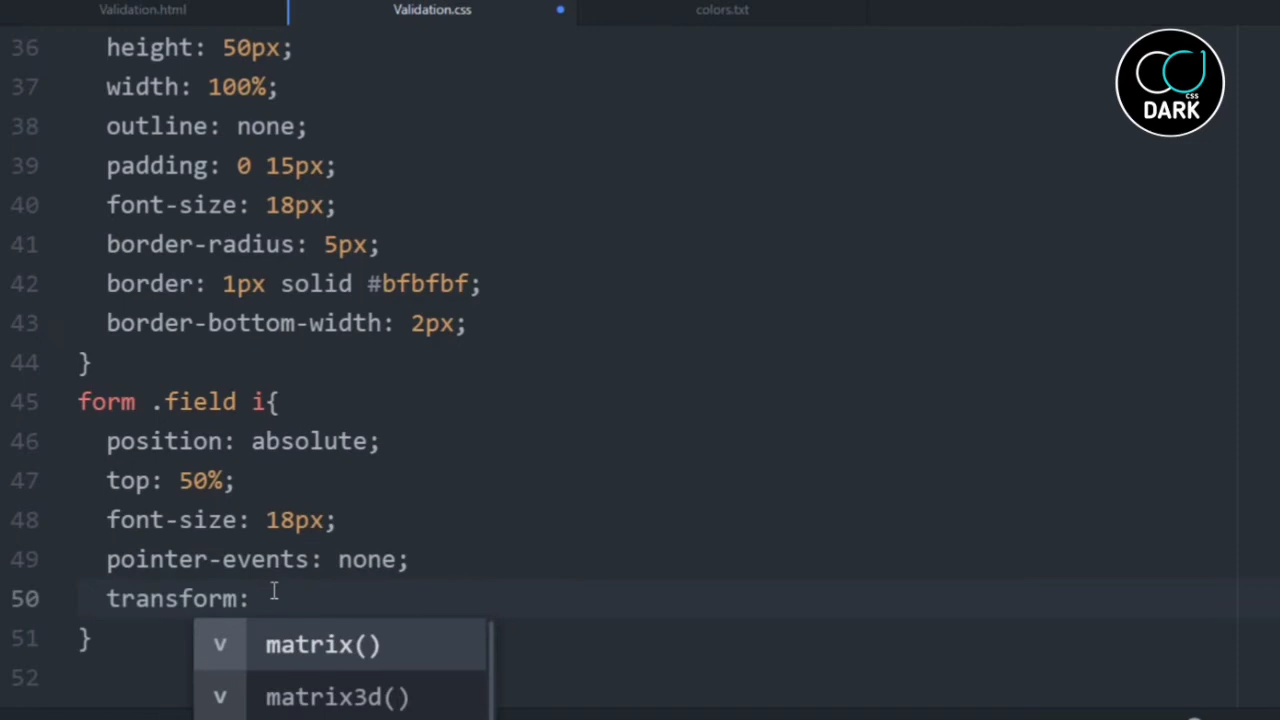 Validation.html
Validation.css
colors.txt
CSS
DARK
36 height: 50px;
37 width: 100%;
38 outline: none;
39 padding: 0 15px;
40 font-size: 18px;
41 border-radius: 5px;
42 border: 1px solid #bfbfbf;
43 border-bottom-width: 2px;
44 }
45 form .field i{
46 position: absolute;
47 top: 50%;
48 font-size: 18px;
49 pointer-events: none;
50 transform:
51 }
52
v matrix()
v matrix3d()